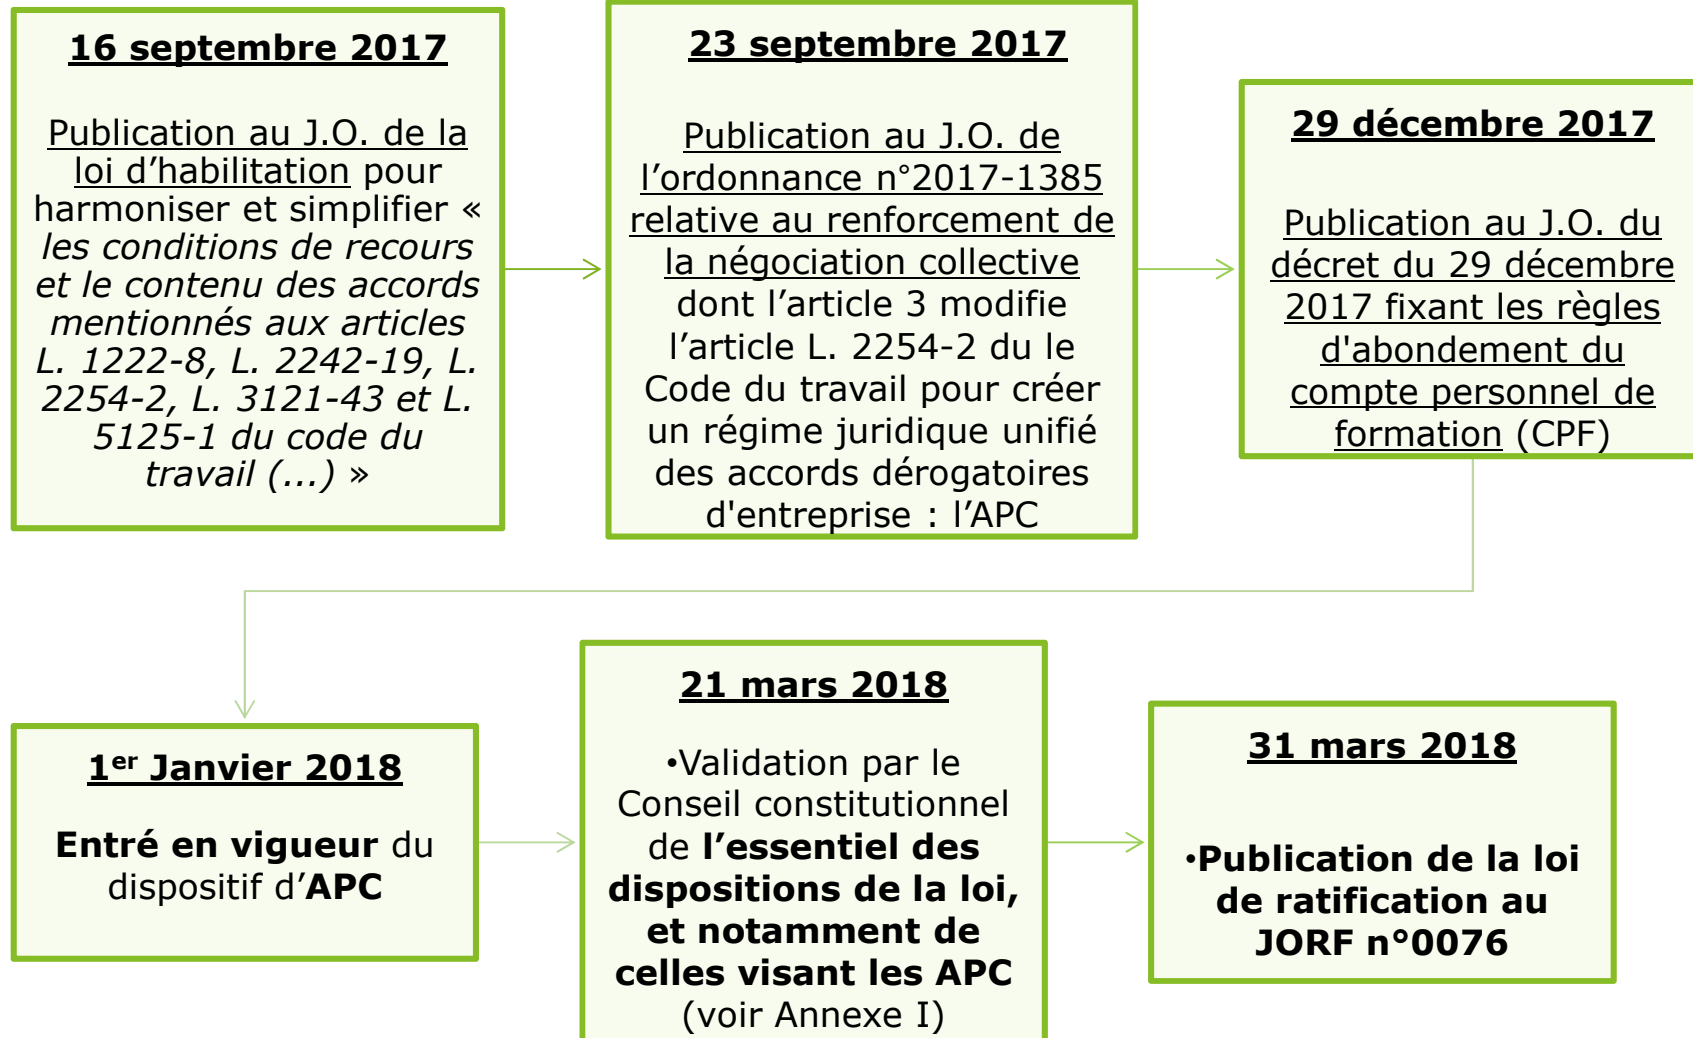 16 septembre 2017
Publication au J.O. de la
loi d’habilitation pour
harmoniser et simplifier «
les conditions de recours
et le contenu des accords
mentionnés aux articles
L. 1222-8, L. 2242-19, L.
2254-2, L. 3121-43 et L.
5125-1 du code du
travail (...) »
23 septembre 2017
Publication au J.O. de
l’ordonnance n°2017-1385
relative au renforcement de
la négociation collective
dont l’article 3 modifie
l’article L. 2254-2 du le
Code du travail pour créer
un régime juridique unifié
des accords dérogatoires
d'entreprise : l’APC
29 décembre 2017
Publication au J.O. du
décret du 29 décembre
2017 fixant les règles
d'abondement du
compte personnel de
formation (CPF)
1er Janvier 2018
Entré en vigueur du
dispositif d’APC
21 mars 2018
•Validation par le
Conseil constitutionnel
de l’essentiel des
dispositions de la loi,
et notamment de
celles visant les APC
(voir Annexe I)
31 mars 2018
•Publication de la loi
de ratification au
JORF n°0076